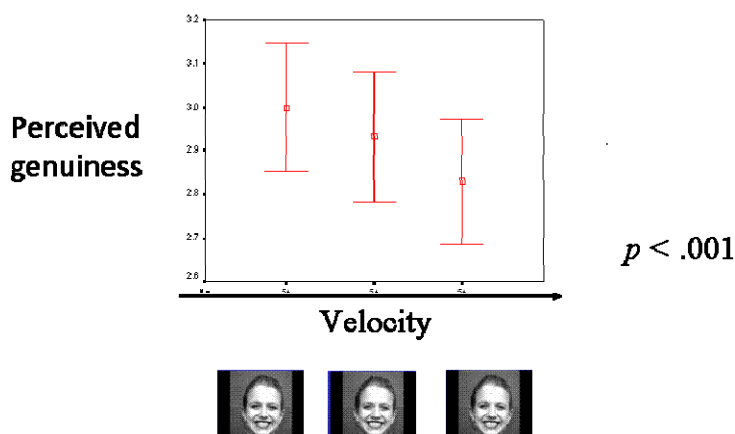 3.2
3.1
3.0
2.9
2.8
2.7
2.6
Perceived
genuiness
p < .001
Velocity